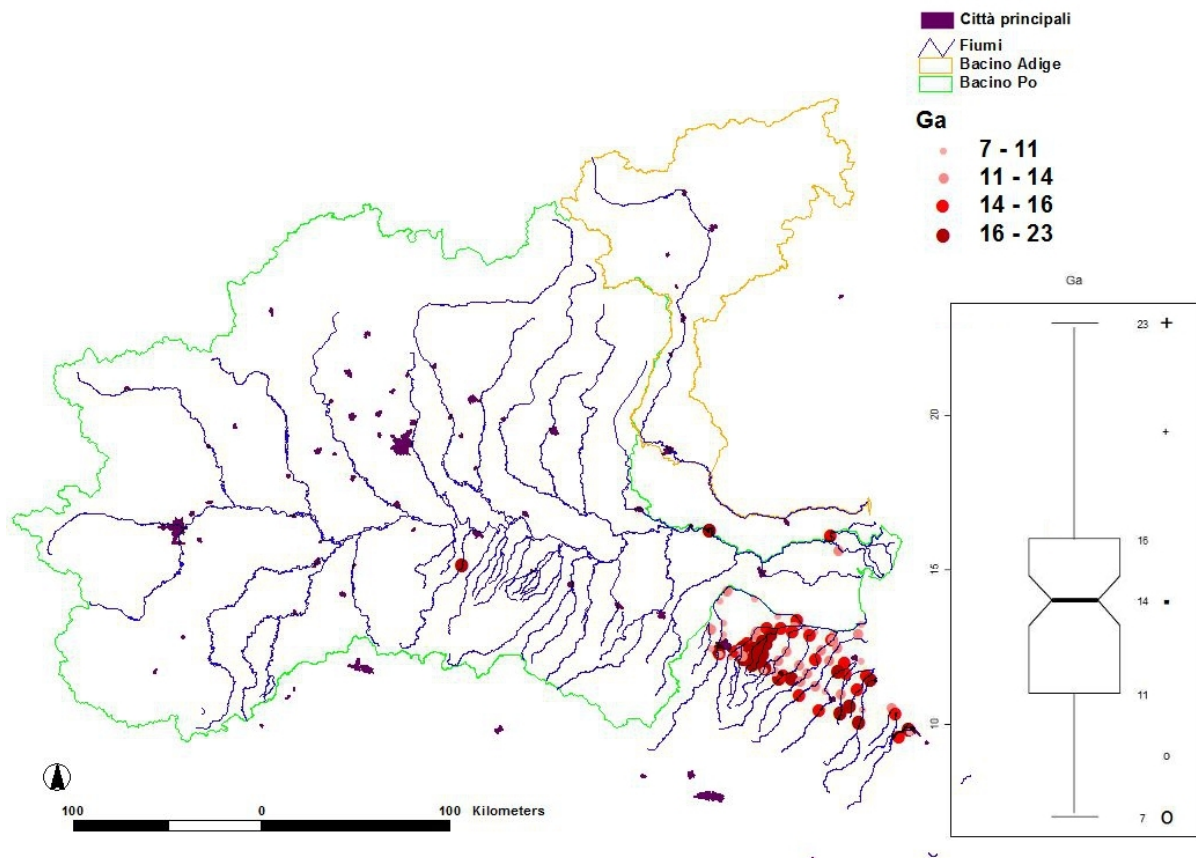 Città principali
Fiumi
Bacino Adige
Bacino Po
Ga
7 - 11
11 - 14
14 - 16
16 - 23
Ga
23 +
20
+
16
15
14
11
10
o
7 O
100 0 100 Kilometers